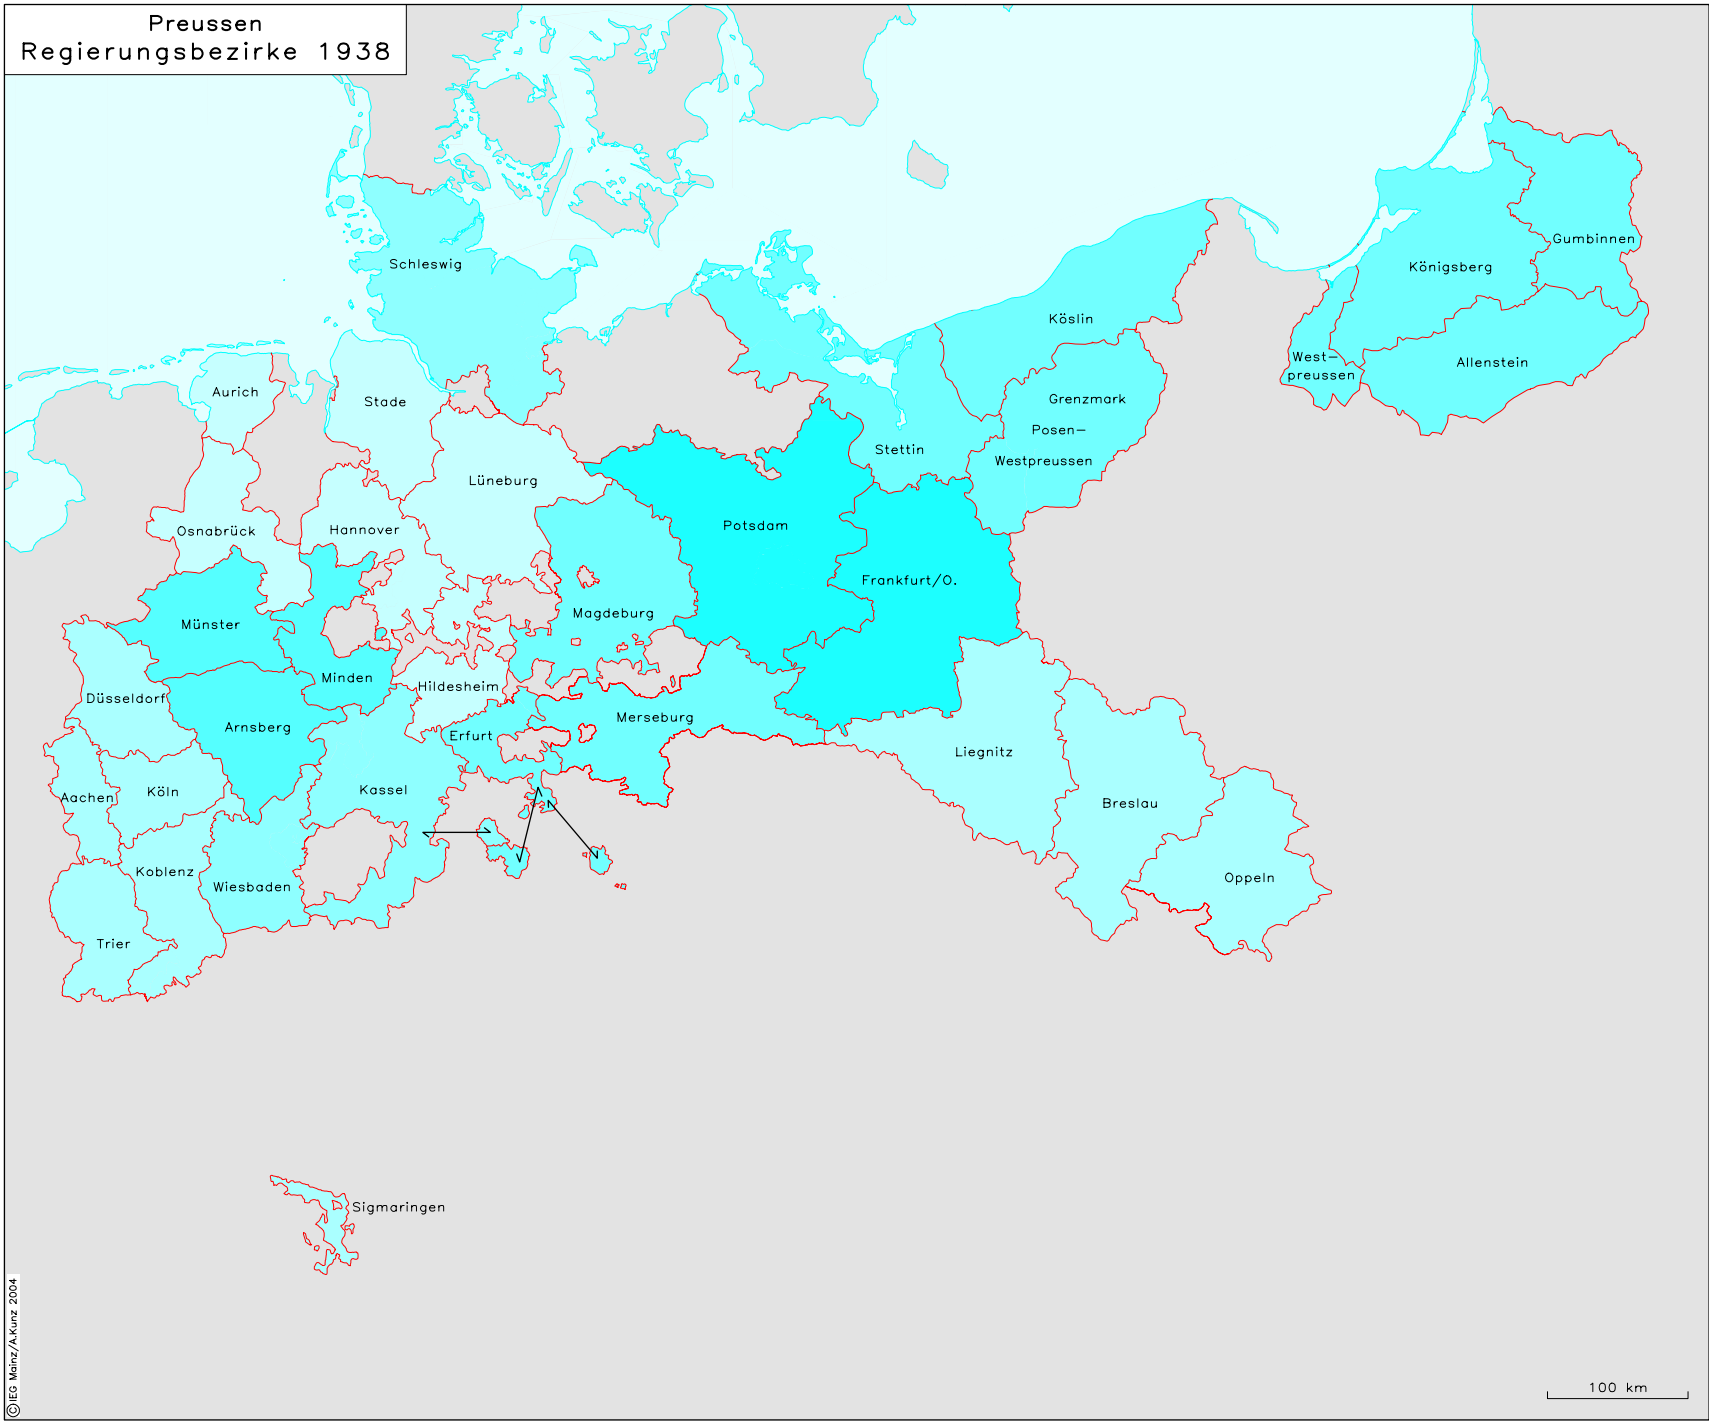 Preussen
Regierungsbezirke 1938
Schleswig
Gumbinnen
Königsberg
Köslin
West-
preussen
Allenstein
Aurich
Stade
Grenzmark
Posen-
Westpreussen
Stettin
Lüneburg
Osnabrück
Hannover
Potsdam
Frankfurt/O.
Magdeburg
Münster
Minden
Hildesheim
Düsseldorf
Arnsberg
Merseburg
Erfurt
Liegnitz
Kassel
Köln
Aachen
Breslau
Koblenz
Wiesbaden
Oppeln
Trier
Sigmaringen
100 km
©IEG Mainz/A.Kunz 2004